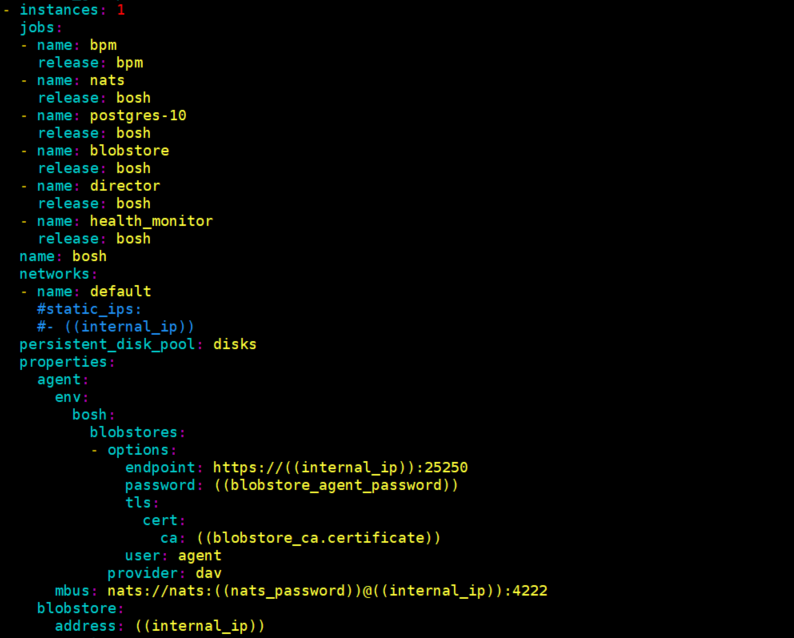 - instances: 1
  jobs:
  - name: bpm
    release: bpm
  - name: nats
    release: bosh
  - name: postgres-10
    release: bosh
  - name: blobstore
    release: bosh
  - name: director
    release: bosh
  - name: health_monitor
    release: bosh
  name: bosh
  networks:
  - name: default
    #static_ips:
    #- ((internal_ip))
  persistent_disk_pool: disks
  properties:
    agent:
      env:
        bosh:
          blobstores:
          - options:
              endpoint: https://((internal_ip)):25250
              password: ((blobstore_agent_password))
              tls:
                cert:
                  ca: ((blobstore_ca.certificate))
              user: agent
            provider: dav
      mbus: nats://nats:((nats_password))@((internal_ip)):4222
    blobstore:
      address: ((internal_ip))